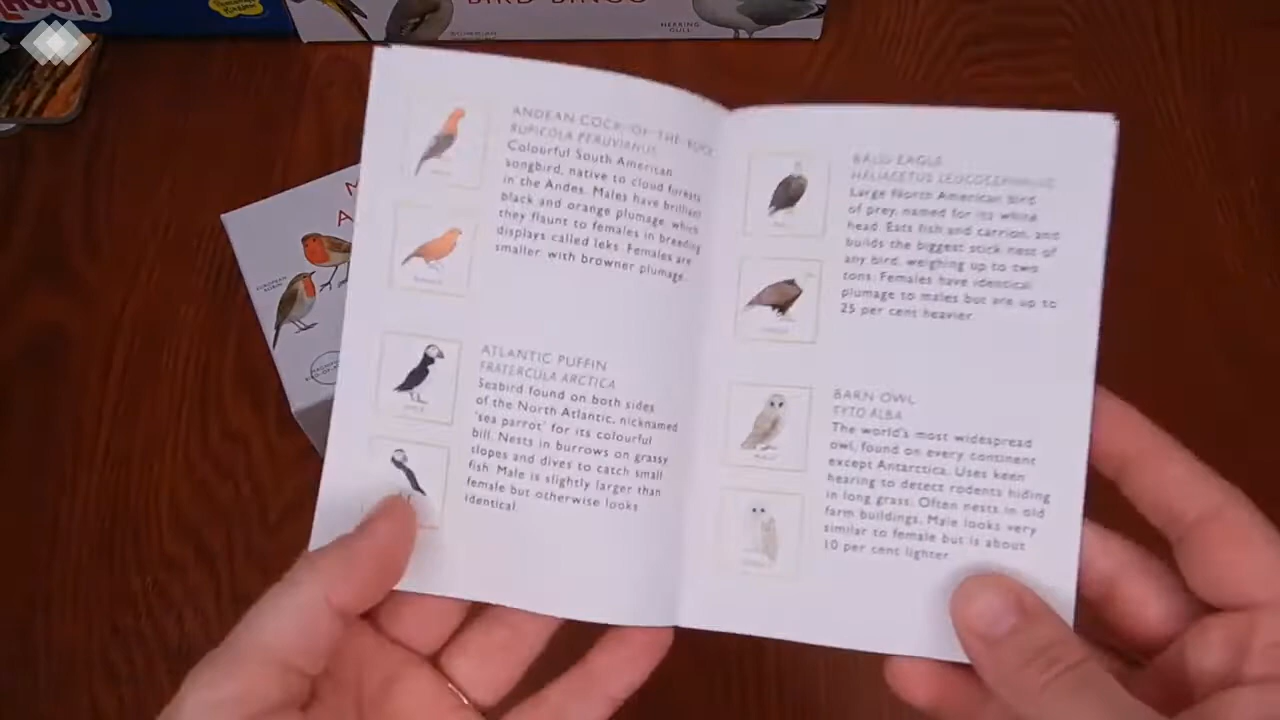 BIRD BINGO
HERRING
GULL
BOHEMIAN
EUROPEAN
ROBIN
M
A
ANDEAN COCK-OF-THE-ROCK
RUPICOLA PERUVIANUS
Colourful South American
songbird, native to cloud forests
in the Andes. Males have brilliant
black and orange plumage, which
they flaunt to females in breeding
displays called leks. Females are
smaller, with browner plumage.
ATLANTIC PUFFIN
FRATERCULA ARCTICA
Seabird found on both sides
of the North Atlantic, nicknamed
'sea parrot' for its colourful
bill. Nests in burrows on grassy
slopes and dives to catch small
fish. Male is slightly larger than
female but otherwise looks
identical.
BALD EAGLE
HALIAEETUS LEUCOCEPHALUS
Large North American bird
of prey, named for its white
head. Eats fish and carrion, and
builds the biggest stick nest of
any bird, weighing up to two
tons. Females have identical
plumage to males but are up to
25 per cent heavier.
BARN OWL
TYTO ALBA
The world's most widespread
owl, found on every continent
except Antarctica. Uses keen
hearing to detect rodents hiding
in long grass. Often nests in old
farm buildings. Male looks very
similar to female but is about
10 per cent lighter.